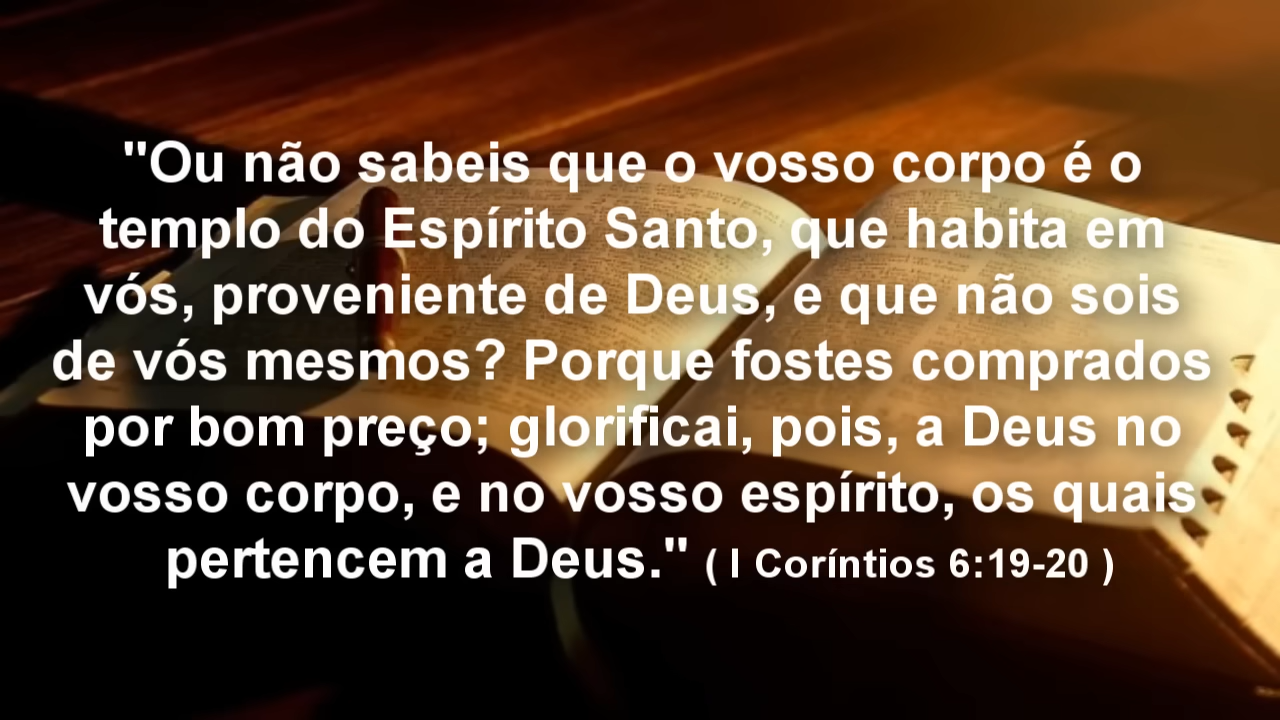 "Ou não sabeis que o vosso corpo é o
templo do Espírito Santo, que habita em
vós, proveniente de Deus, e que não sois
de vós mesmos? Porque fostes comprados
por bom preço; glorificai, pois, a Deus no
vosso corpo, e no vosso espírito, os quais
pertencem a Deus." ( I Coríntios 6:19-20 )